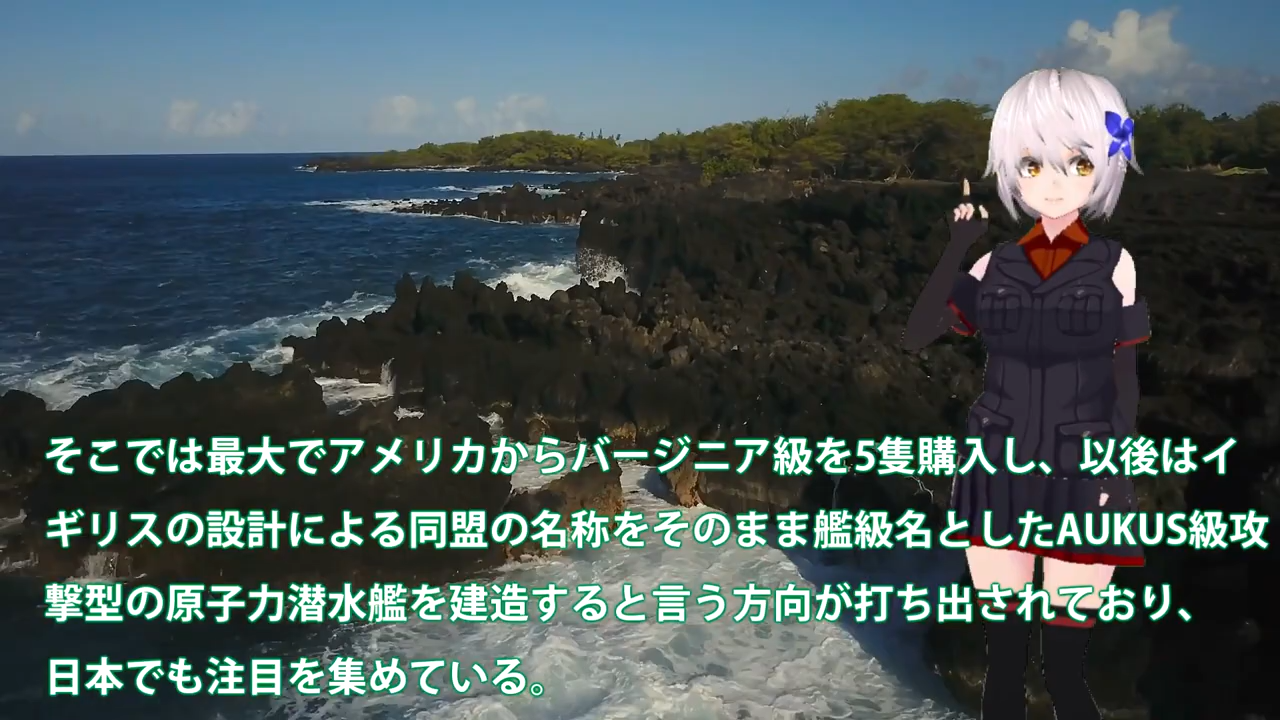 そこでは最大でアメリカからバージニア級を5隻購入し、以後はイ
ギリスの設計による同盟の名称をそのまま艦級名としたAUKUS級攻
撃型の原子力潜水艦を建造すると言う方向が打ち出されており、
日本でも注目を集めている。